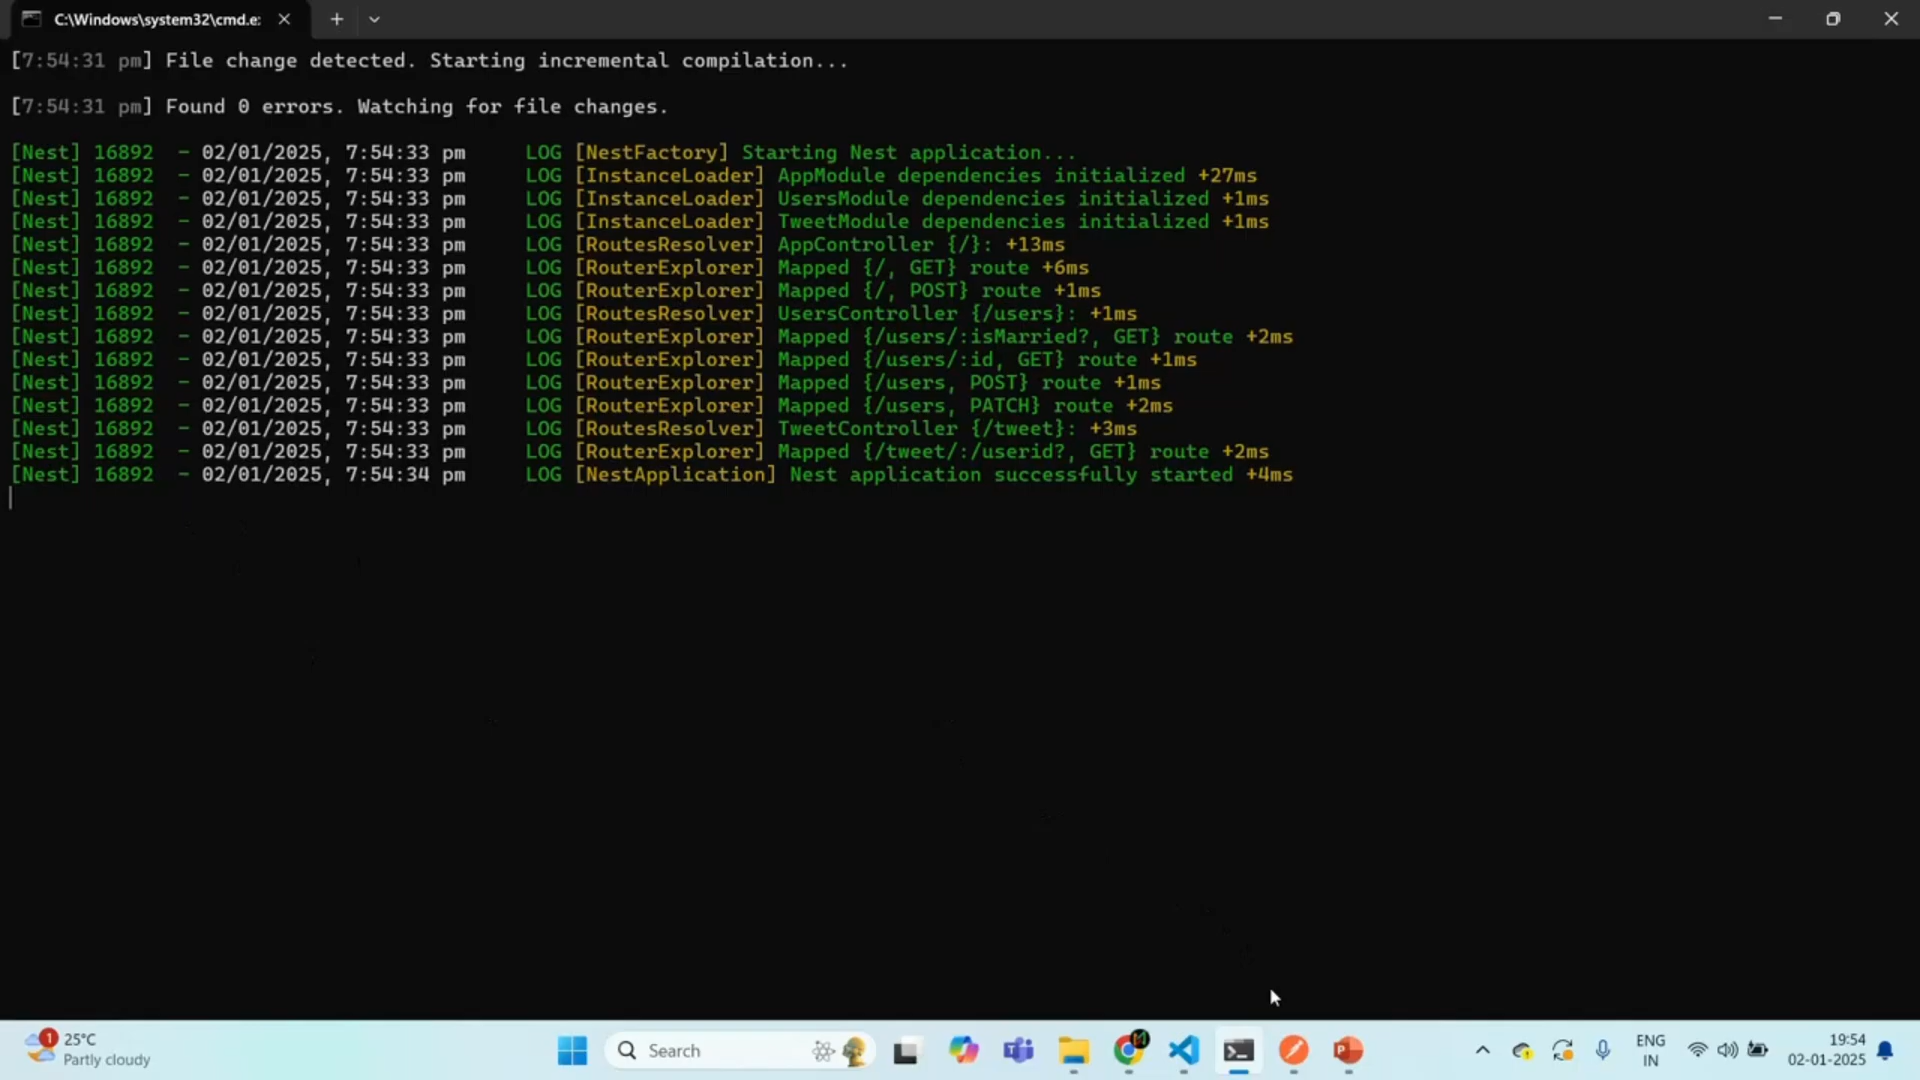 C:\Windows\system32\cmd.e:
[7:54:31 pm] File change detected. Starting incremental compilation...
[7:54:31 pm] Found 0 errors. Watching for file changes.
[Nest] 16892  - 02/01/2025, 7:54:33 pm     LOG [NestFactory] Starting Nest application...
[Nest] 16892  - 02/01/2025, 7:54:33 pm     LOG [InstanceLoader] AppModule dependencies initialized +27ms
[Nest] 16892  - 02/01/2025, 7:54:33 pm     LOG [InstanceLoader] UsersModule dependencies initialized +1ms
[Nest] 16892  - 02/01/2025, 7:54:33 pm     LOG [InstanceLoader] TweetModule dependencies initialized +1ms
[Nest] 16892  - 02/01/2025, 7:54:33 pm     LOG [RoutesResolver] AppController {/}: +13ms
[Nest] 16892  - 02/01/2025, 7:54:33 pm     LOG [RouterExplorer] Mapped {/, GET} route +6ms
[Nest] 16892  - 02/01/2025, 7:54:33 pm     LOG [RouterExplorer] Mapped {/, POST} route +1ms
[Nest] 16892  - 02/01/2025, 7:54:33 pm     LOG [RoutesResolver] UsersController {/users}: +1ms
[Nest] 16892  - 02/01/2025, 7:54:33 pm     LOG [RouterExplorer] Mapped {/users/:isMarried?, GET} route +2ms
[Nest] 16892  - 02/01/2025, 7:54:33 pm     LOG [RouterExplorer] Mapped {/users/:id, GET} route +1ms
[Nest] 16892  - 02/01/2025, 7:54:33 pm     LOG [RouterExplorer] Mapped {/users, POST} route +1ms
[Nest] 16892  - 02/01/2025, 7:54:33 pm     LOG [RouterExplorer] Mapped {/users, PATCH} route +2ms
[Nest] 16892  - 02/01/2025, 7:54:33 pm     LOG [RoutesResolver] TweetController {/tweet}: +3ms
[Nest] 16892  - 02/01/2025, 7:54:33 pm     LOG [RouterExplorer] Mapped {/tweet/:/userid?, GET} route +2ms
[Nest] 16892  - 02/01/2025, 7:54:34 pm     LOG [NestApplication] Nest application successfully started +4ms
1
25°C
Partly cloudy
Search
ENG
IN
19:54
02-01-2025